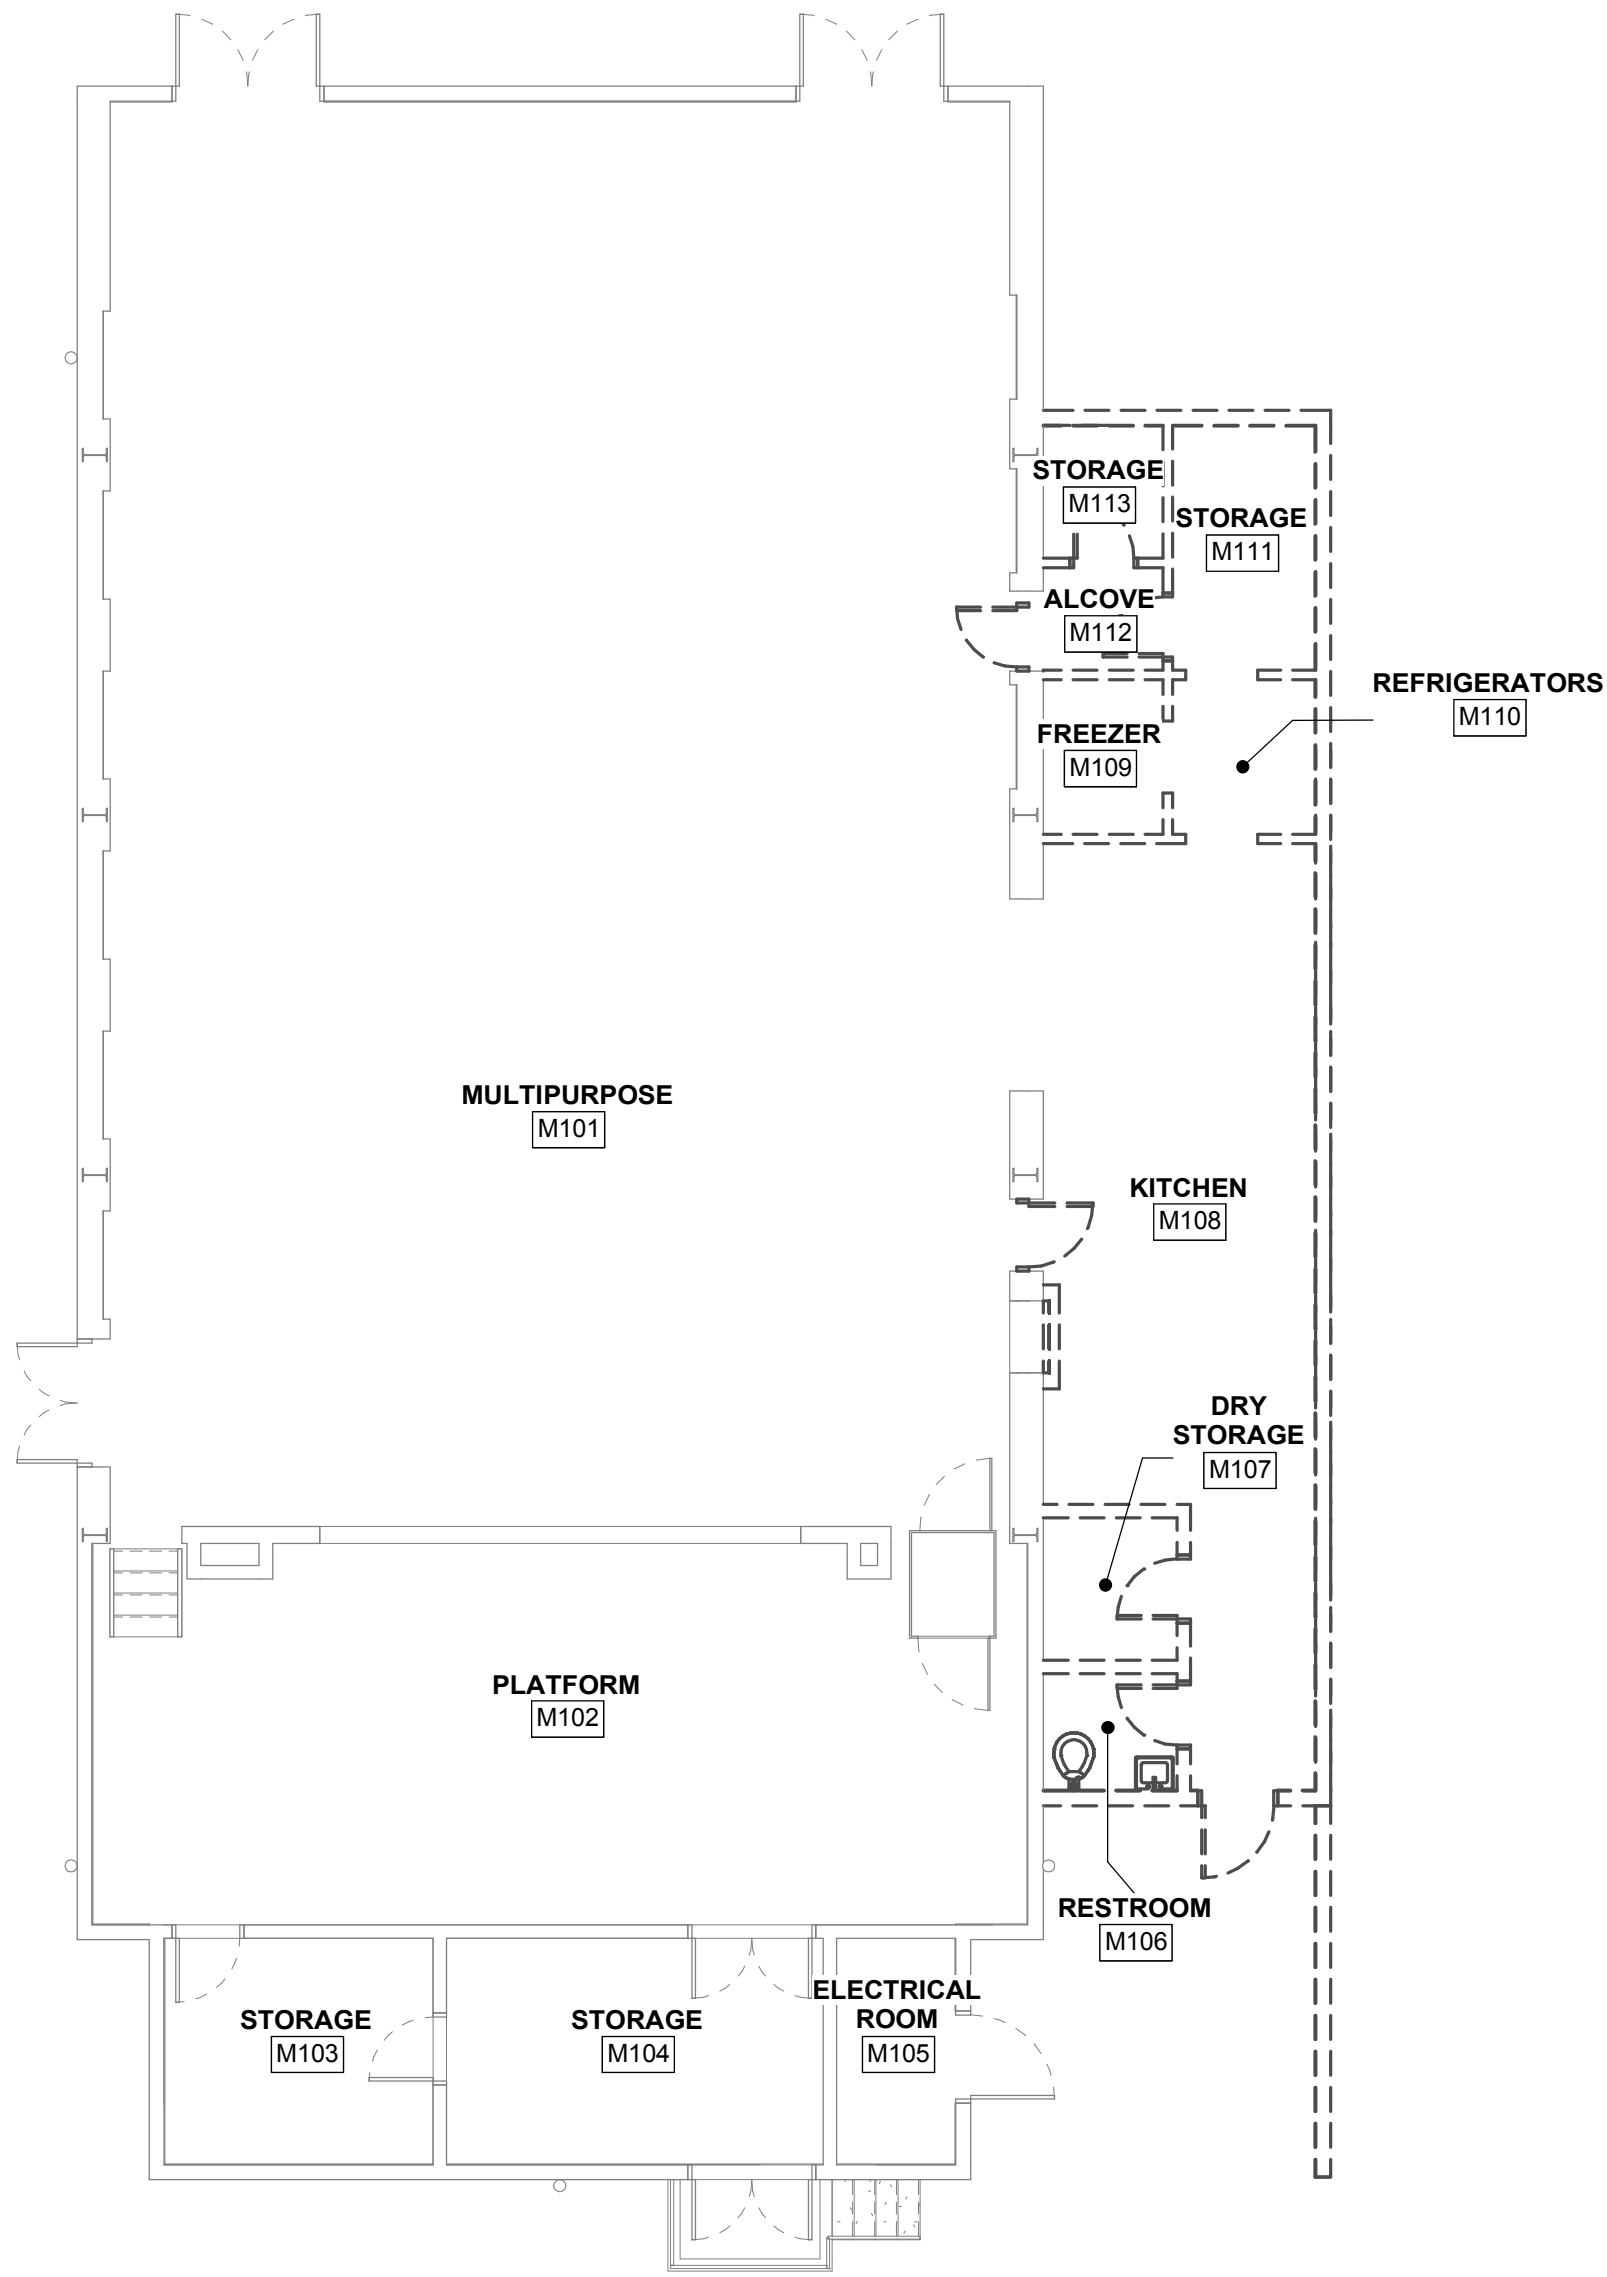 STORAGE
M113
STORAGE
M111
ALCOVE
M112
REFRIGERATORS
M110
FREEZER
M109
MULTIPURPOSE
M101
KITCHEN
M108
DRY
STORAGE
M107
PLATFORM
M102
RESTROOM
M106
STORAGE
M103
STORAGE
M104
ELECTRICAL
ROOM
M105